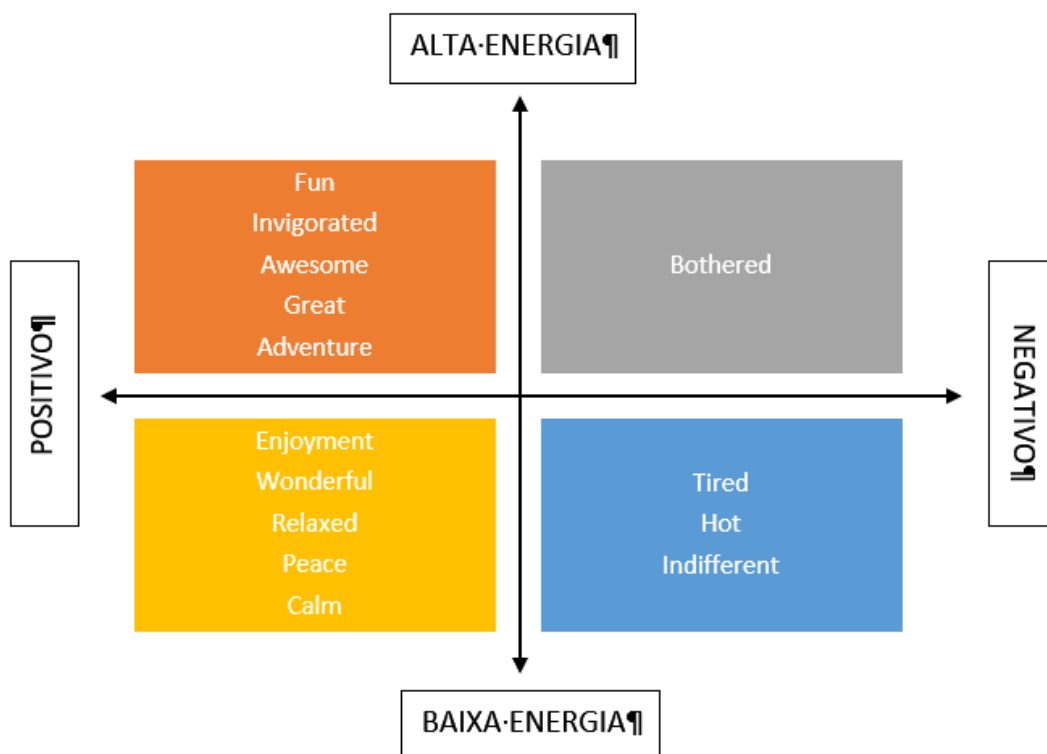 ALTA·ENERGIA¶
Fun
Invigorated
Awesome
Great
Adventure
Bothered
POSITIVO¶
NEGATIVO¶
Enjoyment
Wonderful
Relaxed
Peace
Calm
Tired
Hot
Indifferent
BAIXA·ENERGIA¶